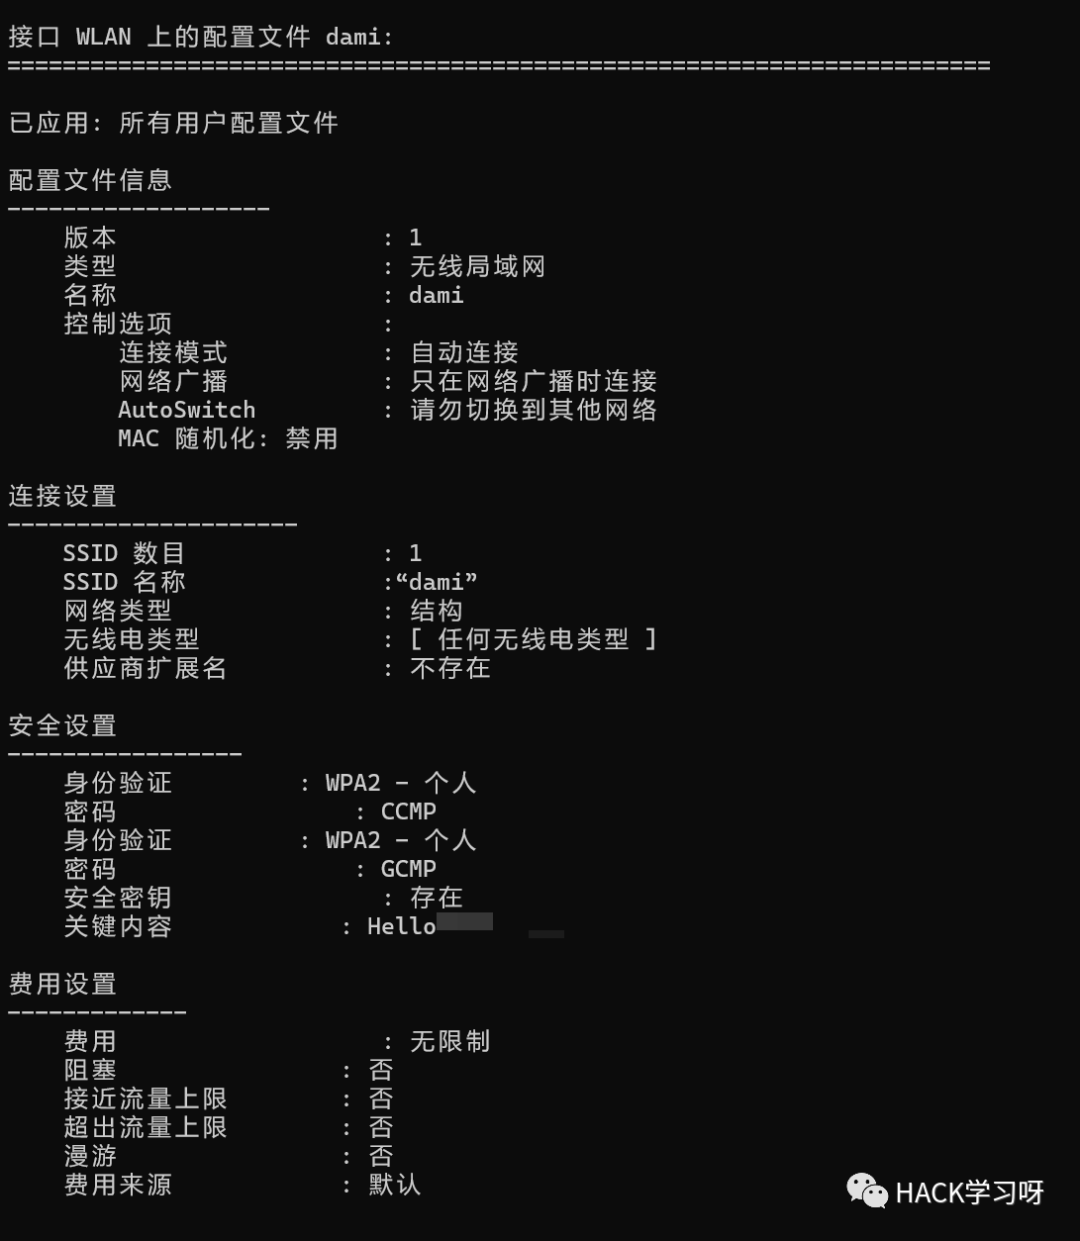 接口 WLAN 上的配置文件 dami:
=======================================================================
已应用: 所有用户配置文件
配置文件信息
-------------------
版本 : 1
类型 : 无线局域网
名称 : dami
控制选项 :
连接模式 : 自动连接
网络广播 : 只在网络广播时连接
AutoSwitch : 请勿切换到其他网络
MAC 随机化: 禁用
连接设置
---------------------
SSID 数目 : 1
SSID 名称 :“dami”
网络类型 : 结构
无线电类型 : [ 任何无线电类型 ]
供应商扩展名 : 不存在
安全设置
-----------------
身份验证 : WPA2 - 个人
密码 : CCMP
身份验证 : WPA2 - 个人
密码 : GCMP
安全密钥 : 存在
关键内容 : Hello
费用设置
-------------
费用 : 无限制
阻塞 : 否
接近流量上限 : 否
超出流量上限 : 否
漫游 : 否
费用来源 : 默认
HACK学习呀